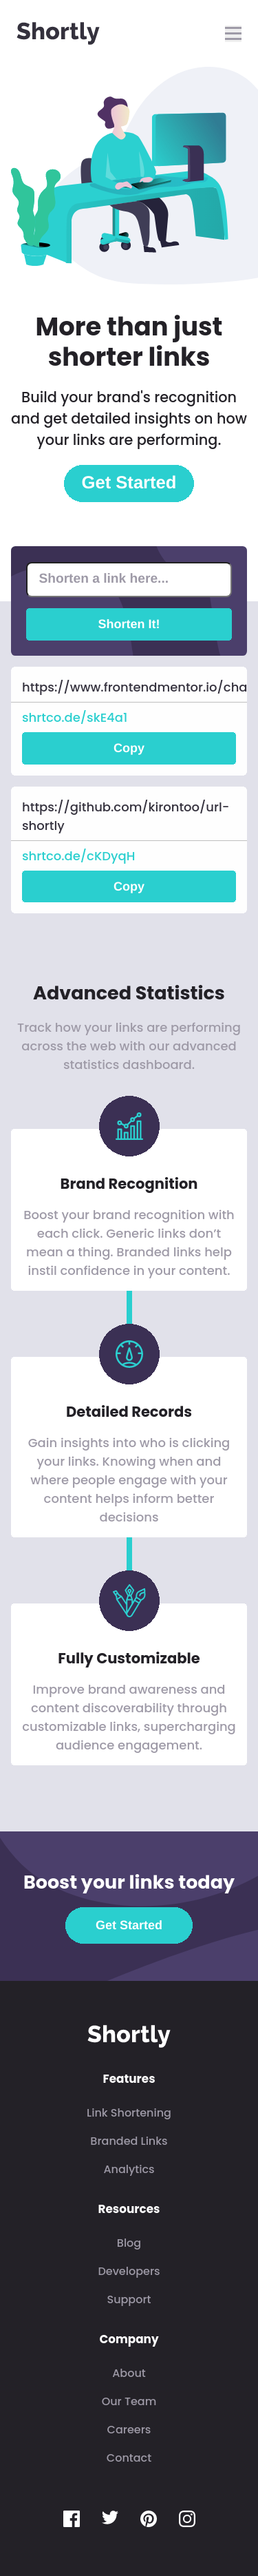 Shortly
More than just
shorter links
Build your brand's recognition
and get detailed insights on how
your links are performing.
Get Started
Shorten a link here...
Shorten It!
https://www.frontendmentor.io/cha
shrtco.de/skE4a1
Copy
https://github.com/kirontoo/url-
shortly
shrtco.de/cKDyqH
Copy
Advanced Statistics
Track how your links are performing
across the web with our advanced
statistics dashboard.
Brand Recognition
Boost your brand recognition with
each click. Generic links don’t
mean a thing. Branded links help
instil confidence in your content.
Detailed Records
Gain insights into who is clicking
your links. Knowing when and
where people engage with your
content helps inform better
decisions
Fully Customizable
Improve brand awareness and
content discoverability through
customizable links, supercharging
audience engagement.
Boost your links today
Get Started
Shortly
Features
Link Shortening
Branded Links
Analytics
Resources
Blog
Developers
Support
Company
About
Our Team
Careers
Contact